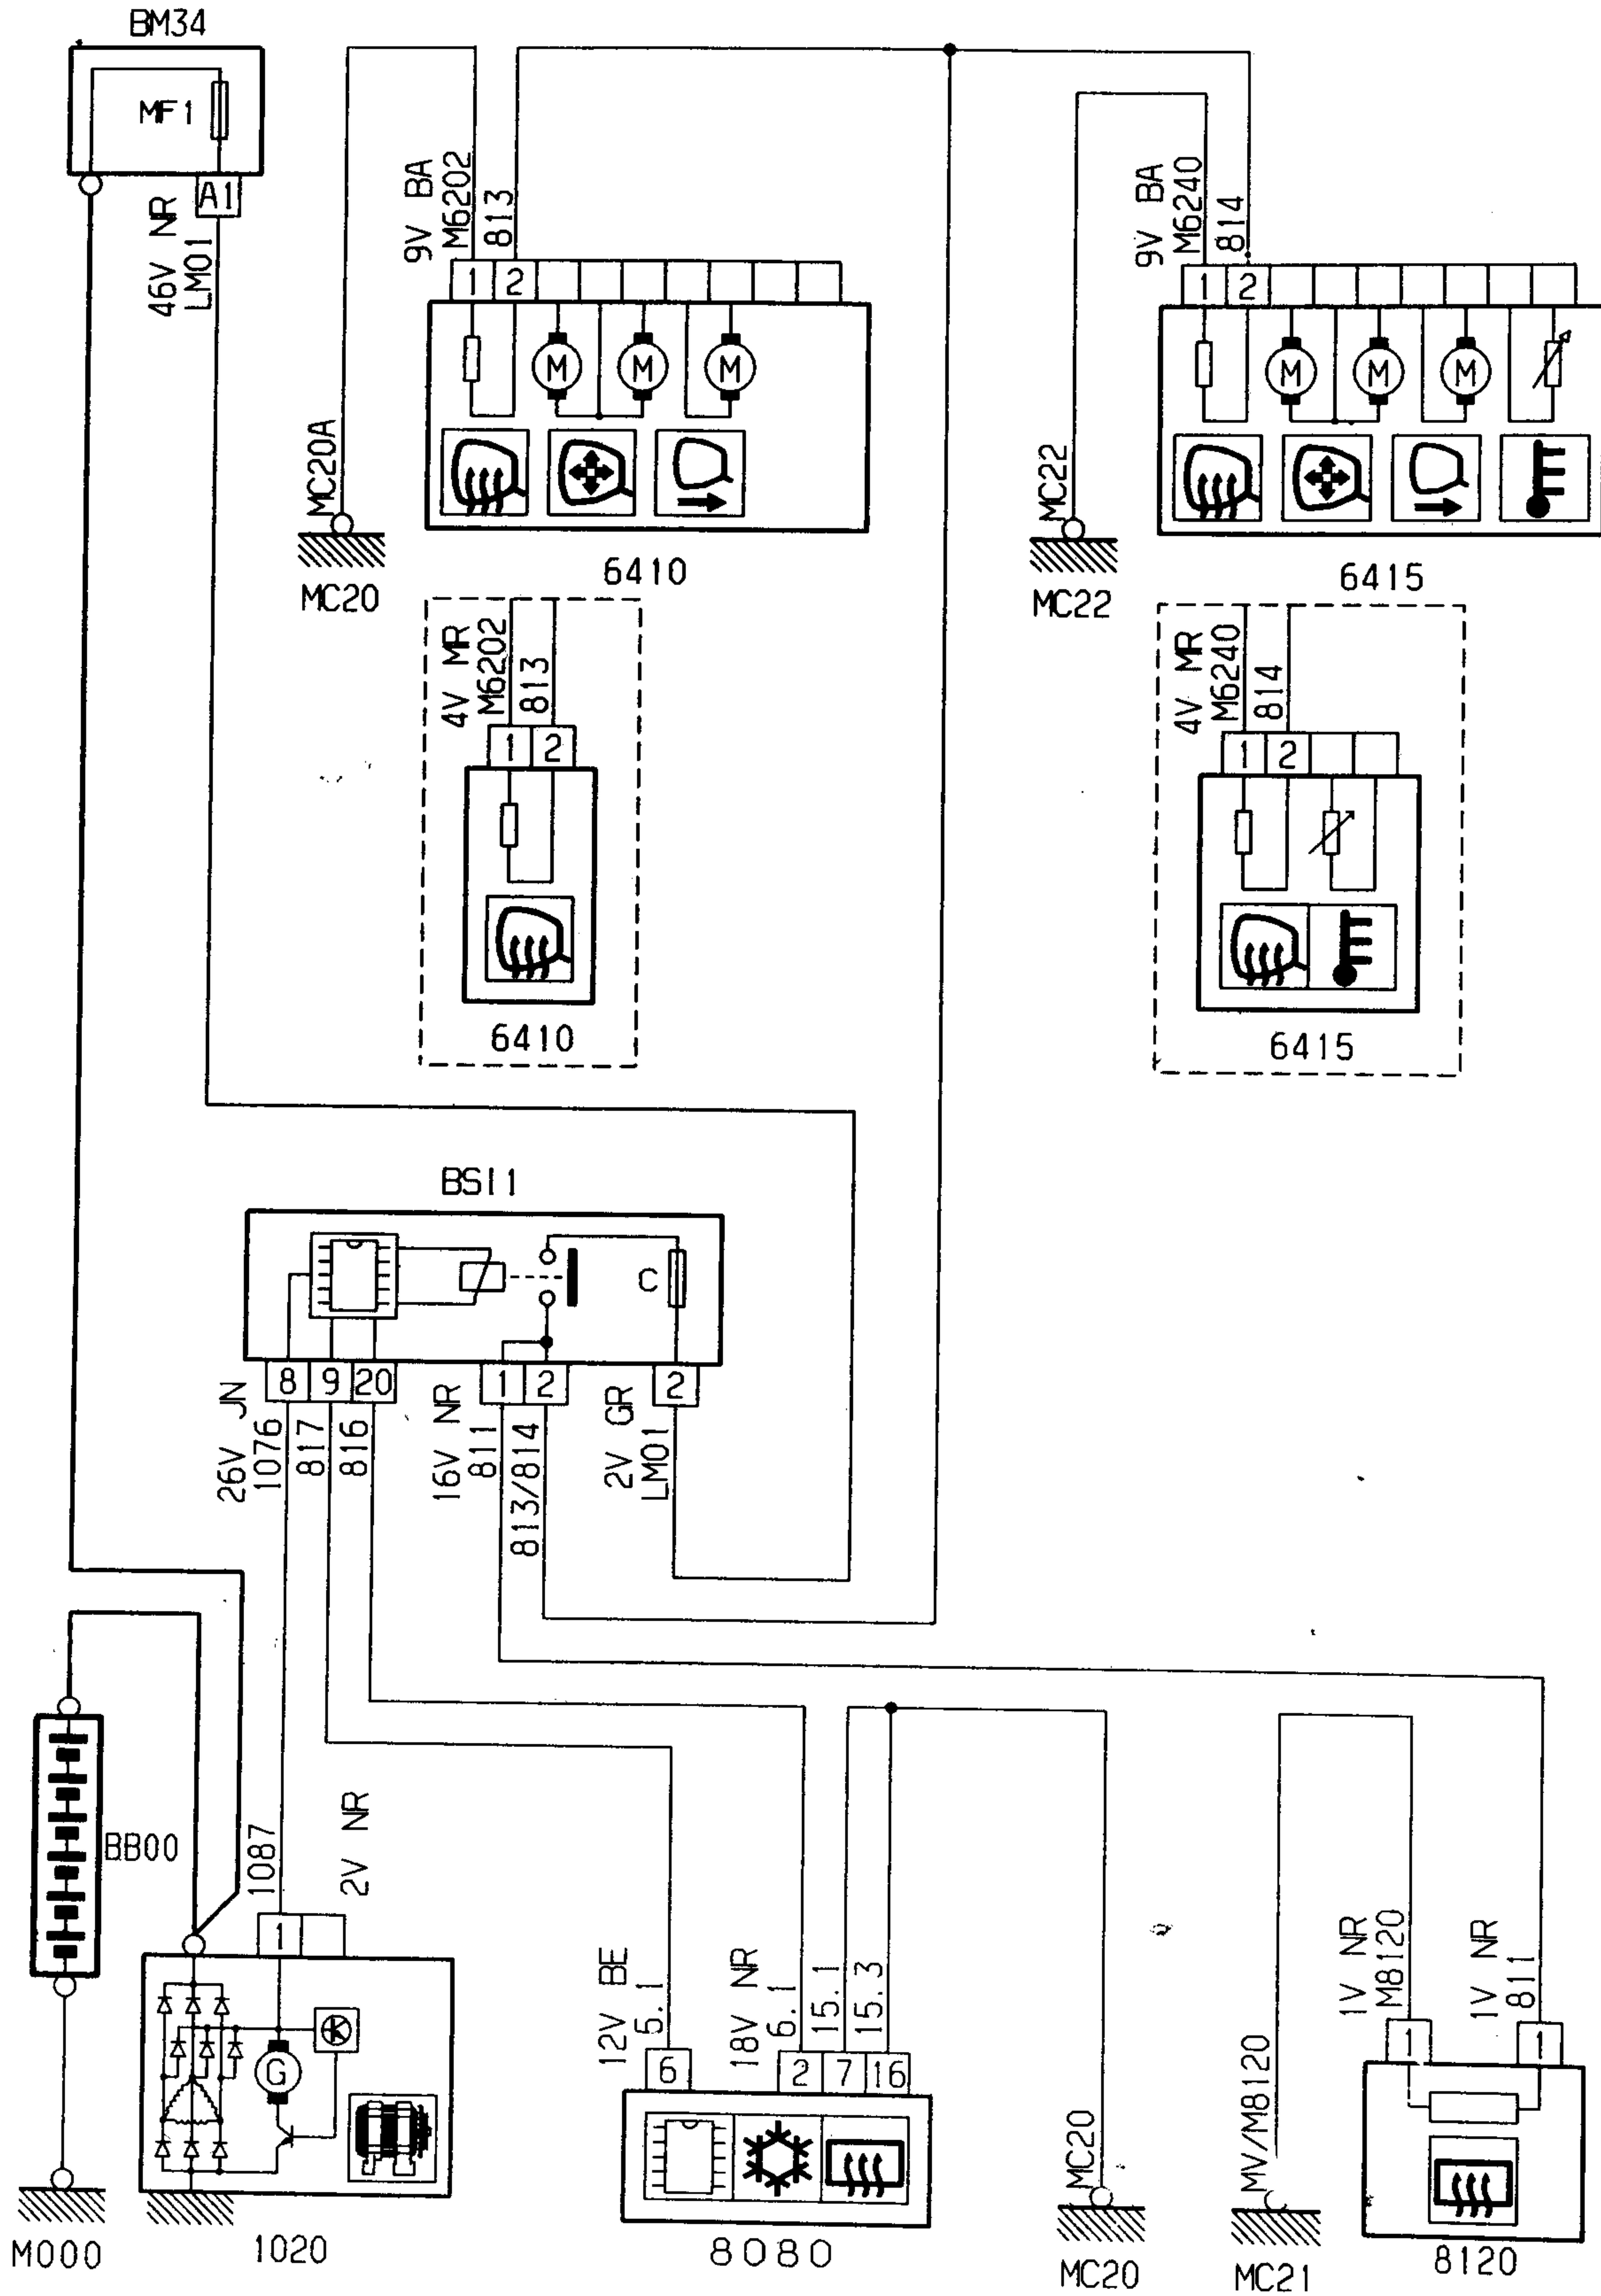 BM34
MF1
A1
46V NR
LM01
9V BA
M6202
813
1 2
M M M
MC20A
MC20
6410
9V BA
M6240
814
1 2
M M M
MC22
MC22
6415
4V MR
M6202
813
1 2
6410
4V MR
M6240
814
1 2
6415
BSI1
C
8 9 20
1 2
2
26V JN
1076
817
816
16V NR
811
813/814
2V GR
LM01
BB00
M000
1087
2V NR
1
G
1020
12V BE
5.1
18V NR
6.1
15.1
15.3
6
2 7 16
8080
MC20
MC20
MV/M8120
MC21
1V NR
M8120
1V NR
811
1
1
8120